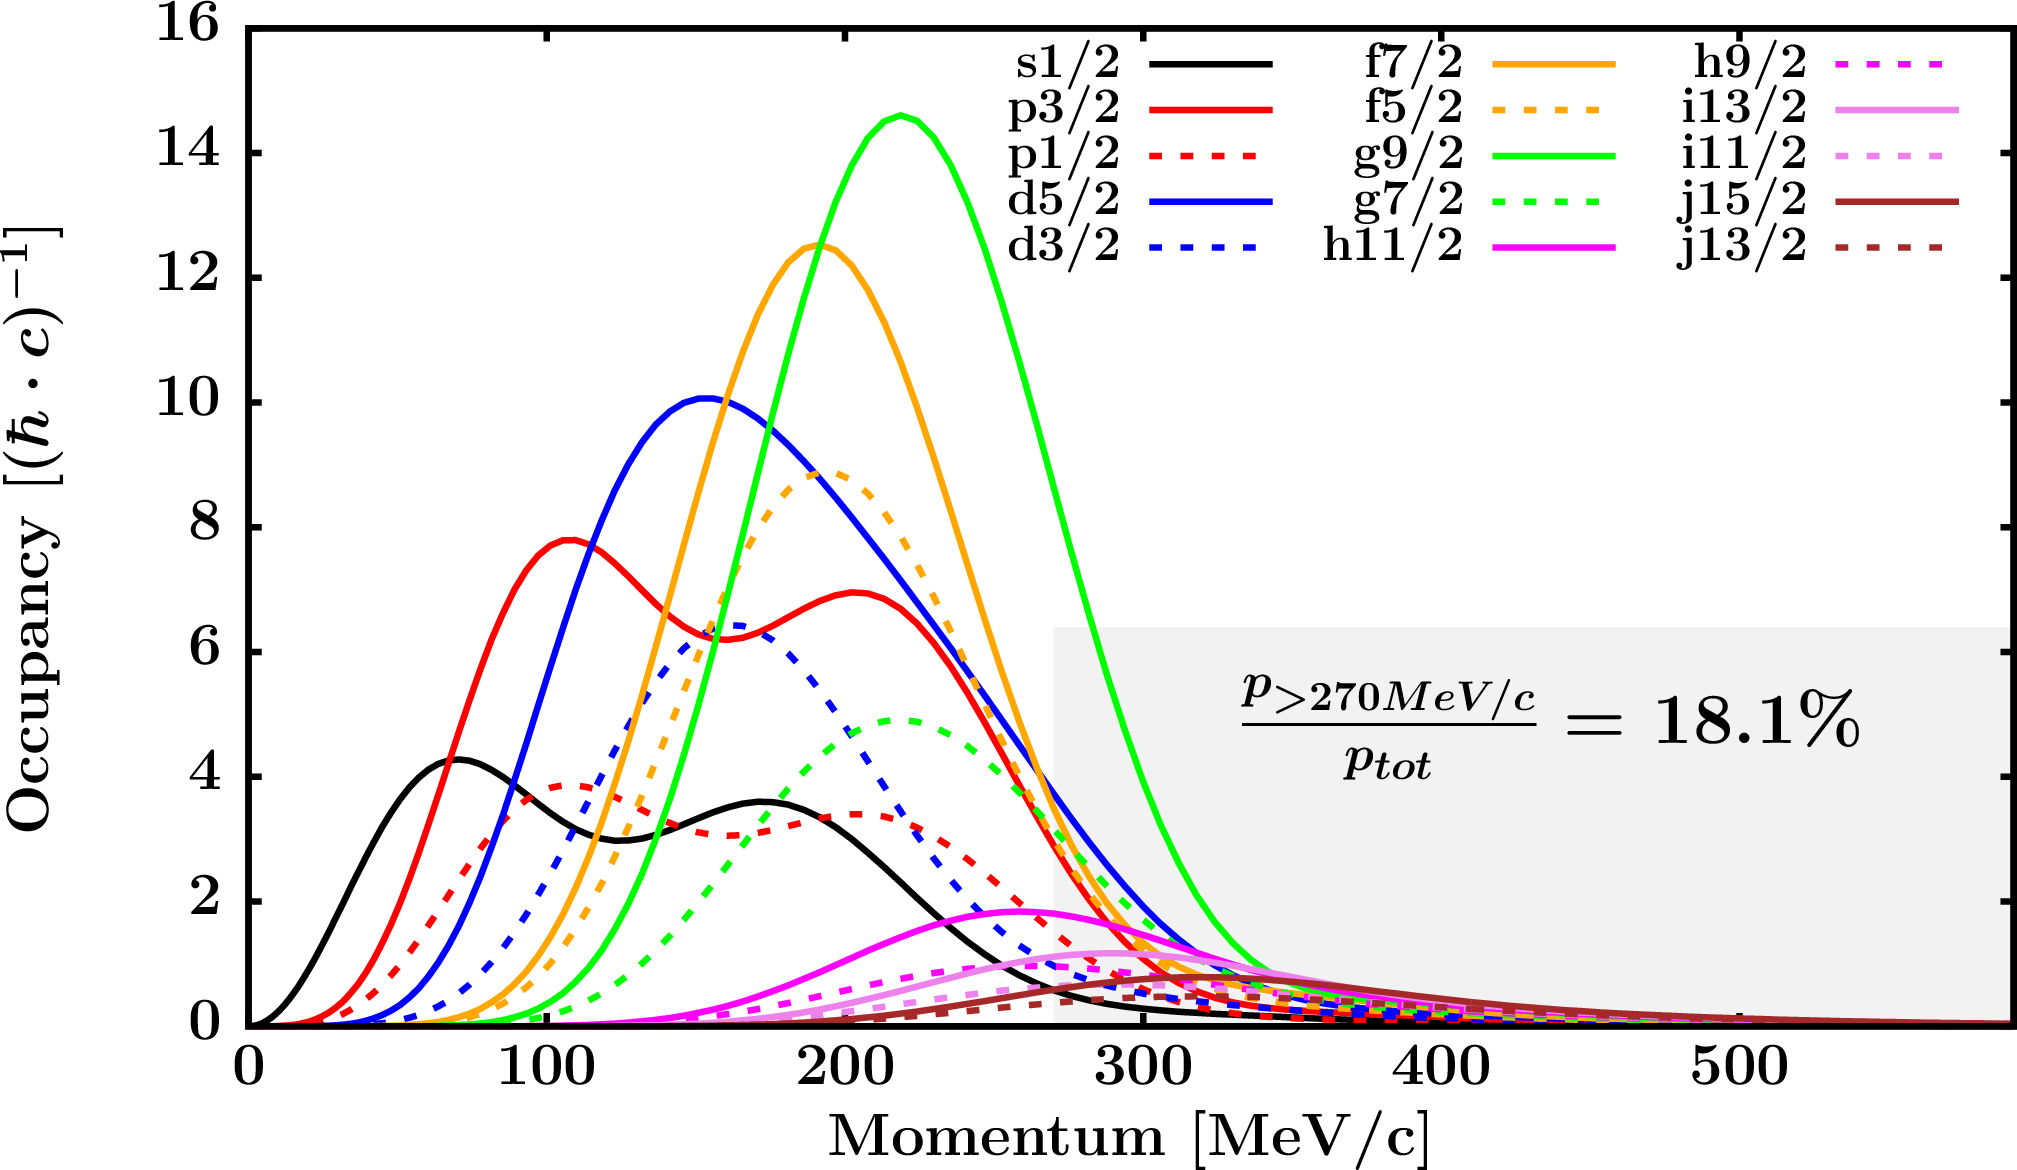 16
14
12
10
8
6
4
2
0
Occupancy [(ħ · c)⁻¹]
s1/2
p3/2
p1/2
d5/2
d3/2
f7/2
f5/2
g9/2
g7/2
h11/2
h9/2
i13/2
i11/2
j15/2
j13/2
p>270MeV/c
= 18.1%
ptot
0 100 200 300 400 500
Momentum [MeV/c]